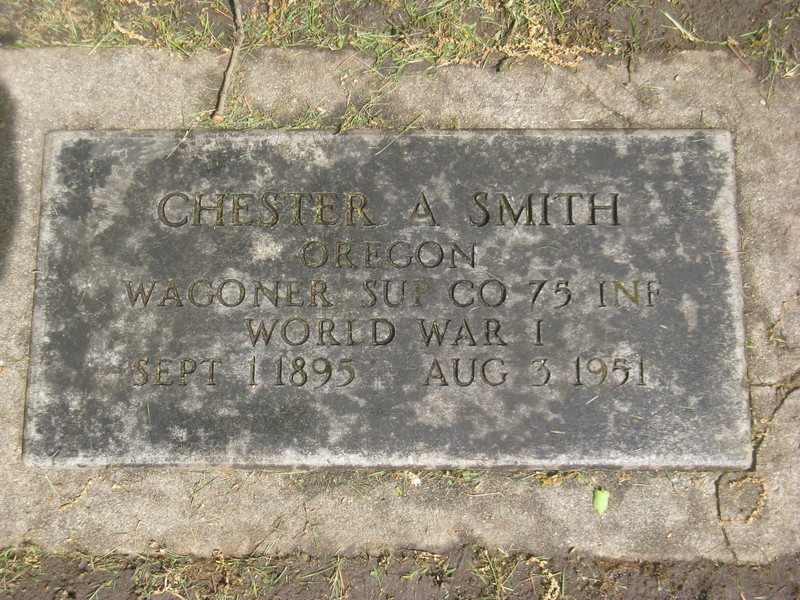 CHESTER A SMITH
OREGON
WAGONER SUP CO 75 INF
WORLD WAR I
SEPT 1 1895 AUG 3 1951